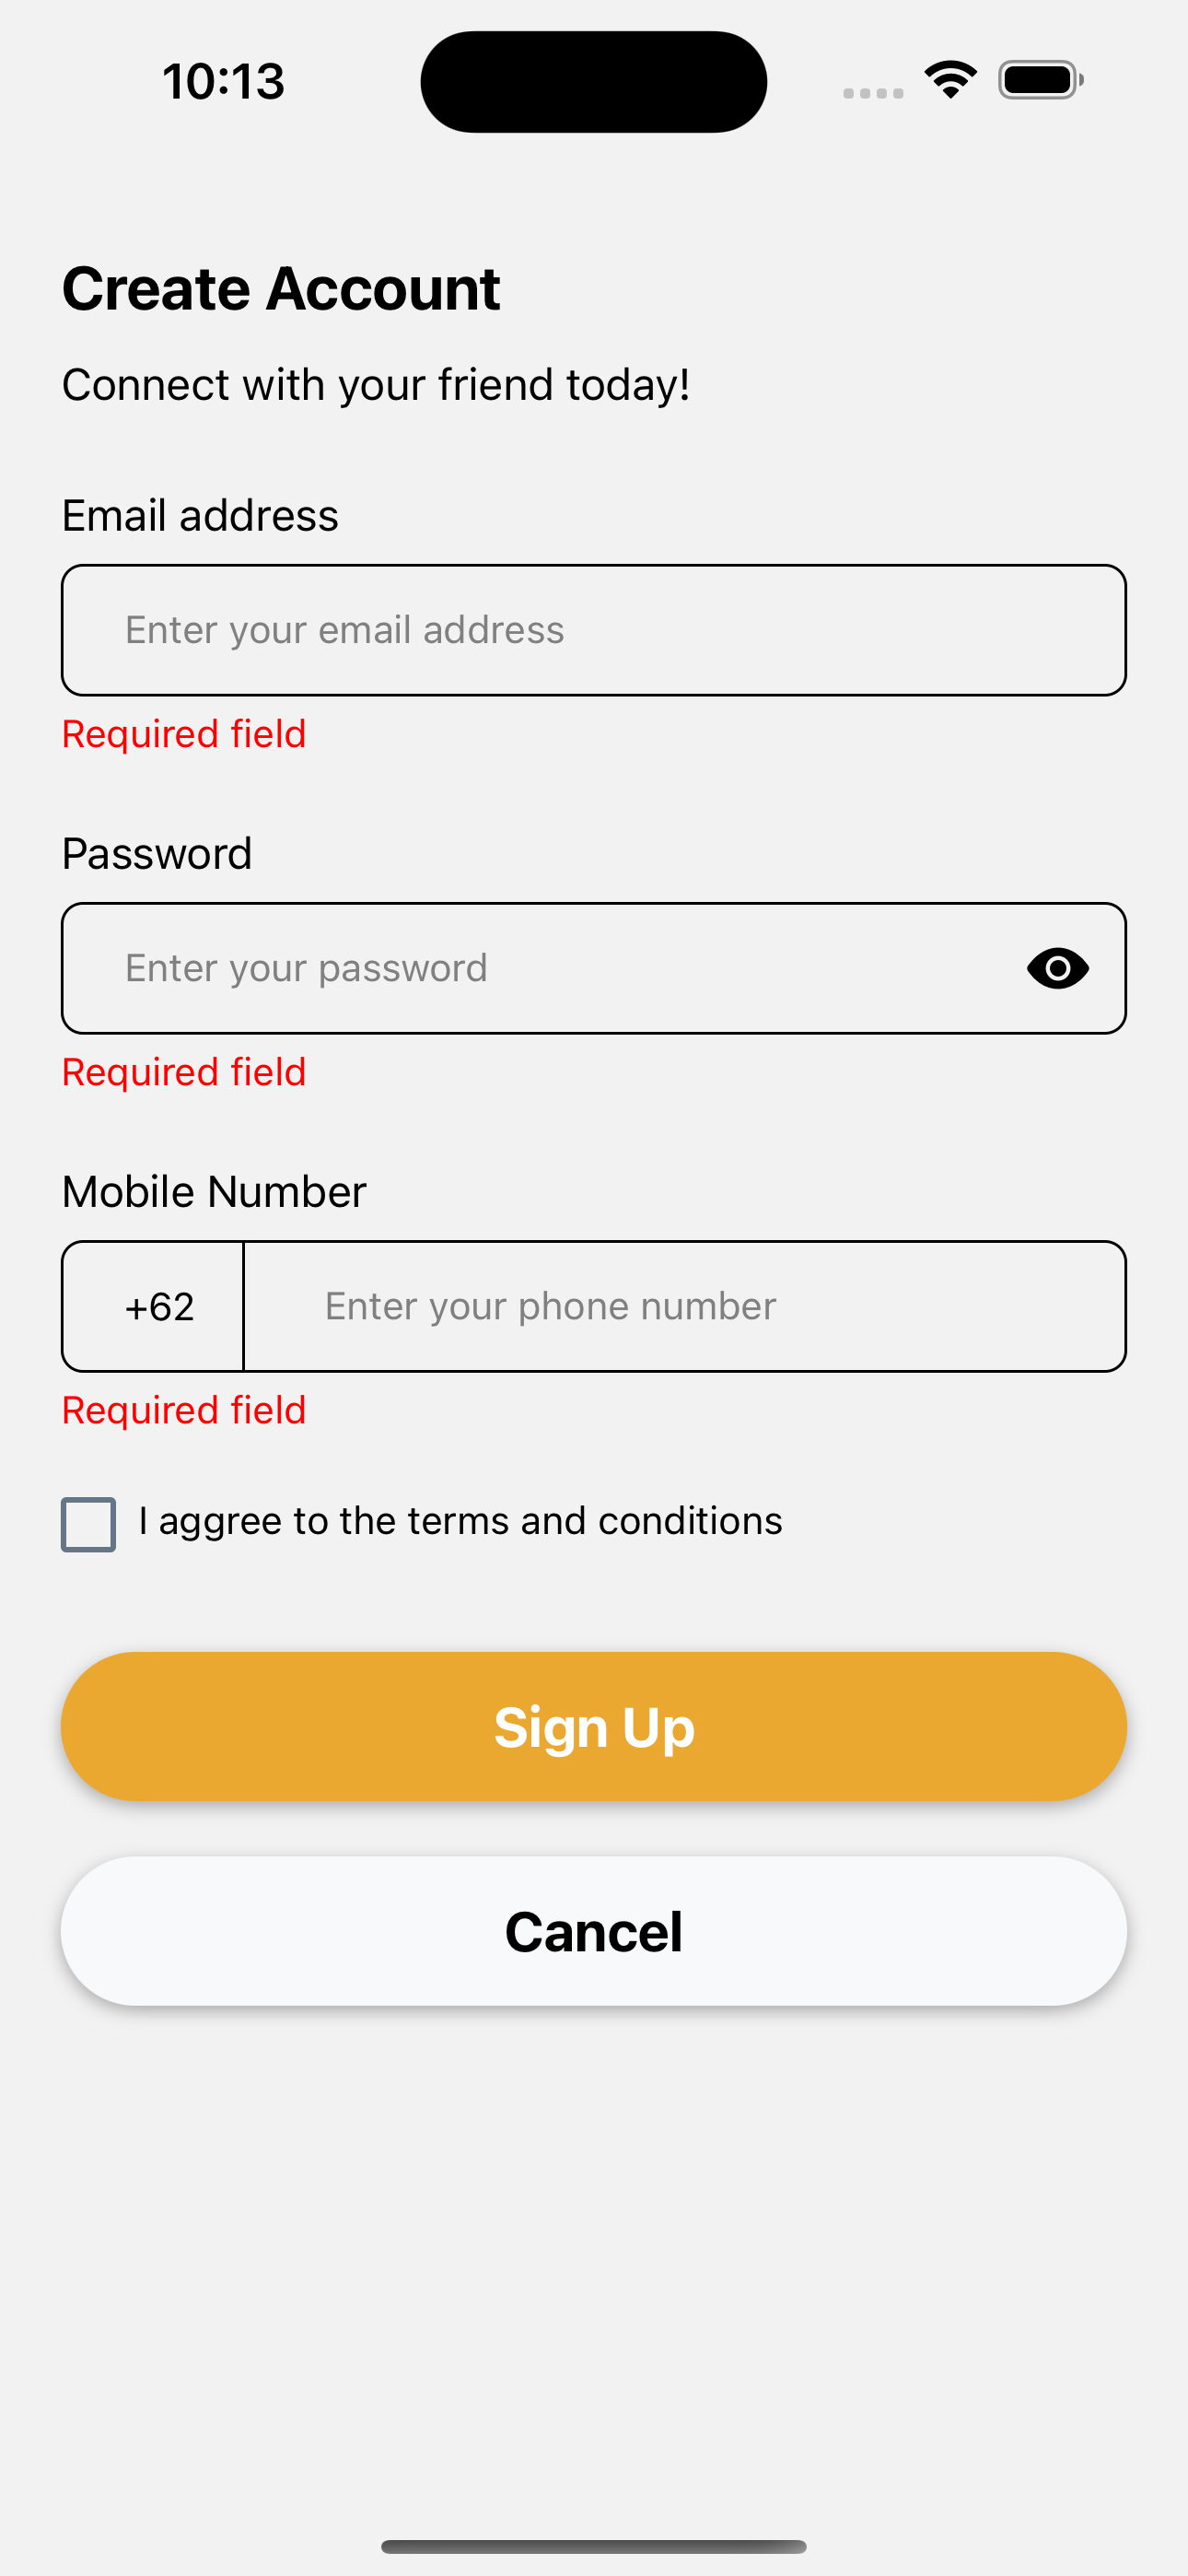 10:13
Create Account
Connect with your friend today!
Email address
Enter your email address
Required field
Password
Enter your password
Required field
Mobile Number
+62 Enter your phone number
Required field
I aggree to the terms and conditions
Sign Up
Cancel